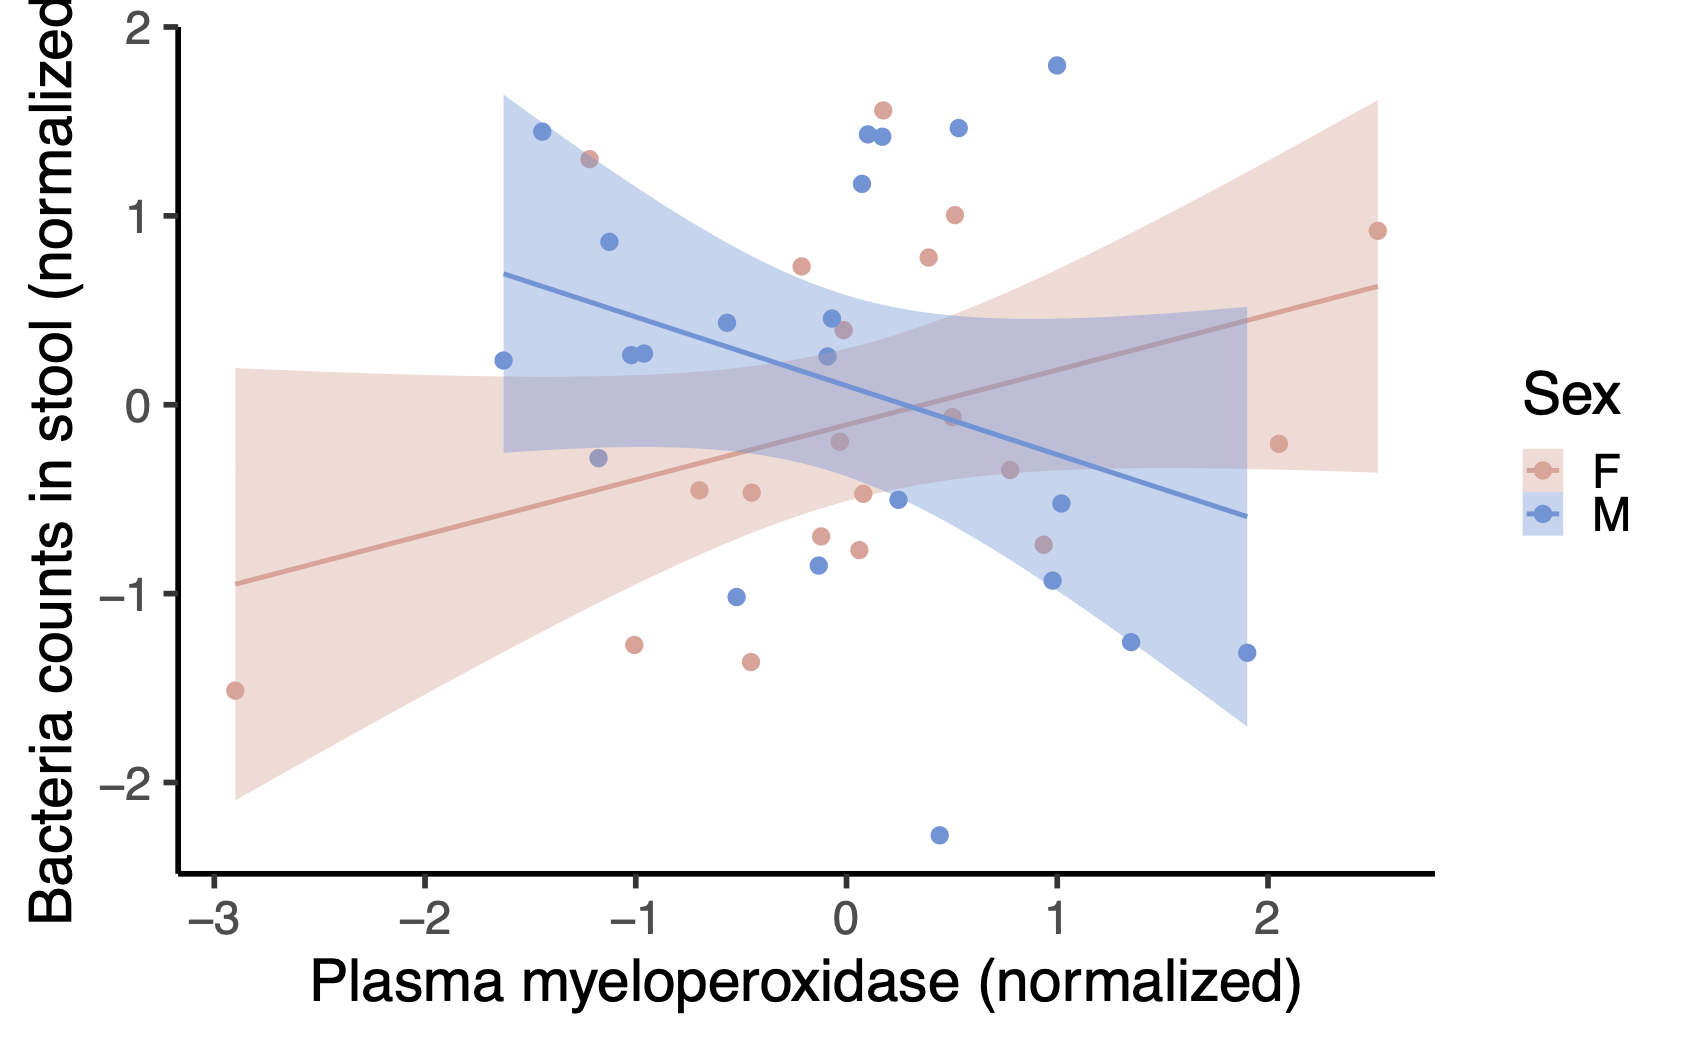 Bacteria counts in stool (normalized
2
1
0
−1
−2
−3 −2 −1 0 1 2
Plasma myeloperoxidase (normalized)
Sex
F
M